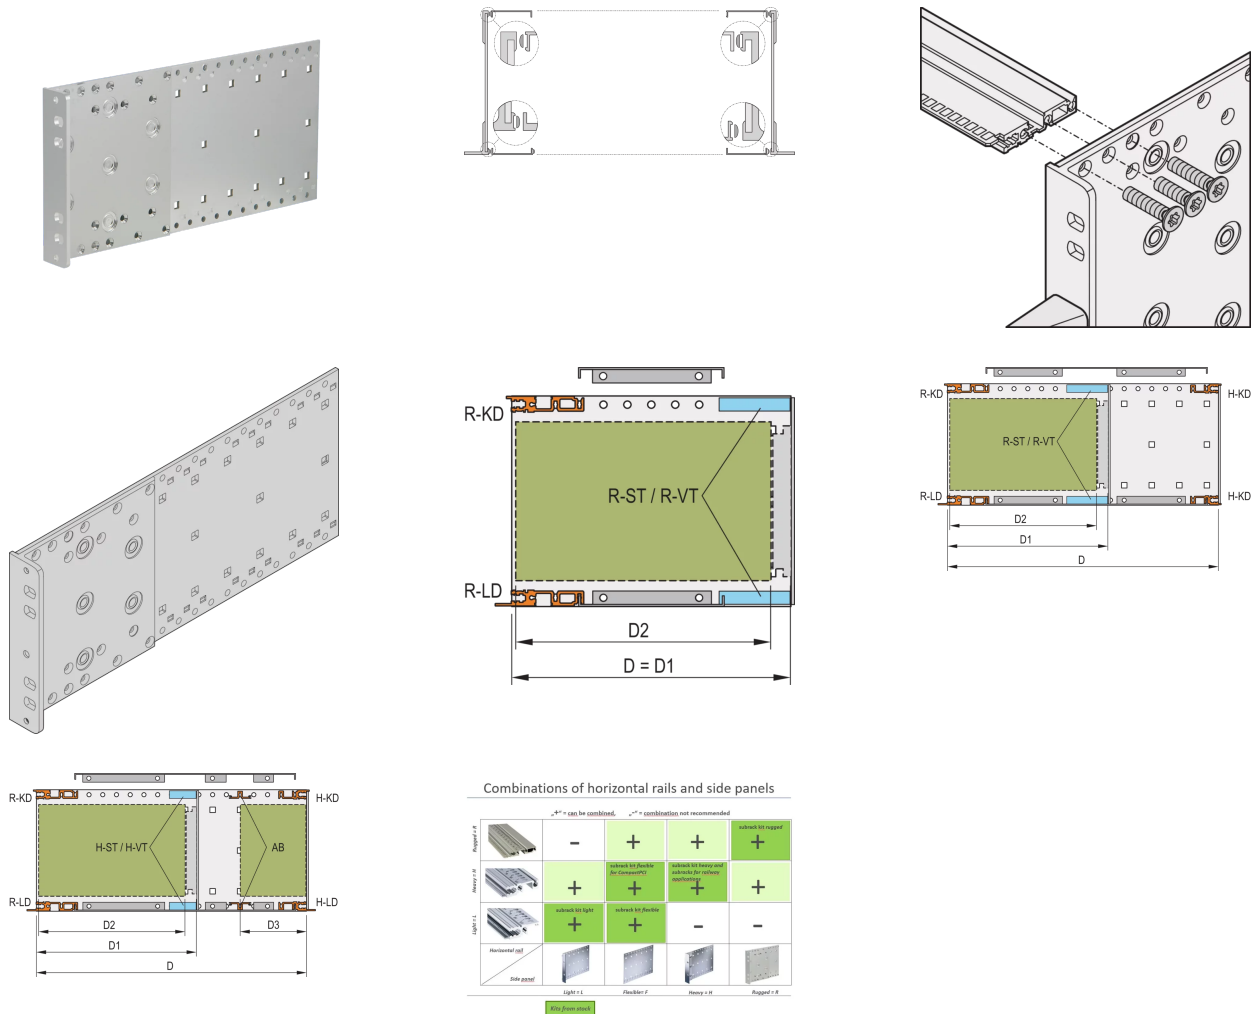 R-KD
R-LD
R-ST / R-VT
D2
D = D1
R-KD
H-KD
R-ST / R-VT
R-LD
H-KD
D2
D1
D
R-KD
H-KD
H-ST / H-VT
AB
R-LD
H-LD
D2
D3
D1
D
Combinations of horizontal rails and side panels
„+“ = can be combined, „-“ = combination not recommended
Rugged = R
-
+
+
subrack kit rugged
+
Heavy = H
+
subrack kit flexible
for CompactPCI
+
subrack kit heavy and
subracks for railway
applications
+
+
Light = L
subrack kit light
+
subrack kit flexible
+
-
-
Horizontal rail
Side panel
Light = L
Flexible= F
Heavy = H
Rugged = R
Kits from stock